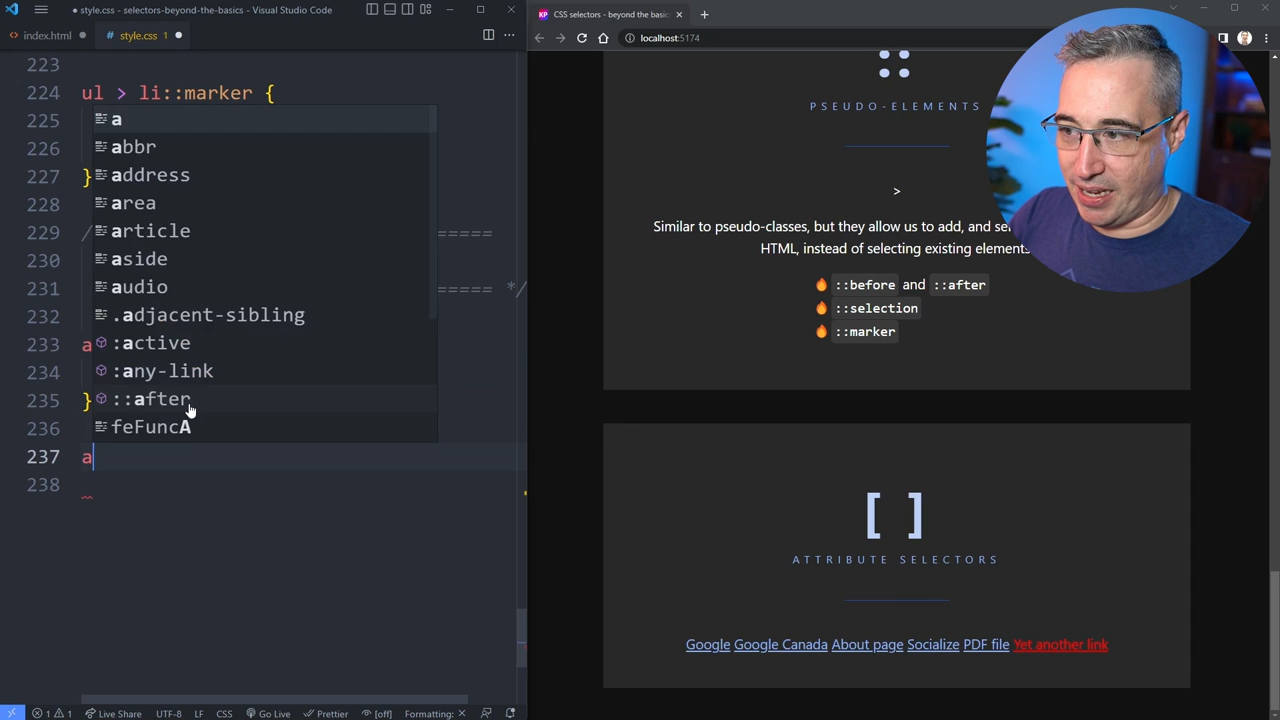 style.css - selectors-beyond-the-basics - Visual Studio Code
index.html
style.css 1
223
224 ul > li::marker {
225
226
227 }
228
229 / ===== 
230
231 ===== */
232
233 a
234
235 }
236
237 a
238
a
abbr
address
area
article
aside
audio
.adjacent-sibling
:active
:any-link
::after
feFuncA
1 1
Live Share
UTF-8
LF
CSS
Go Live
Prettier
[off]
Formatting: ×
KP
CSS selectors - beyond the basic
localhost:5174
PSEUDO-ELEMENTS
>
Similar to pseudo-classes, but they allow us to add, and
HTML, instead of selecting existing elements
::before and ::after
::selection
::marker
[ ]
ATTRIBUTE SELECTORS
Google Google Canada About page Socialize PDF file Yet another link